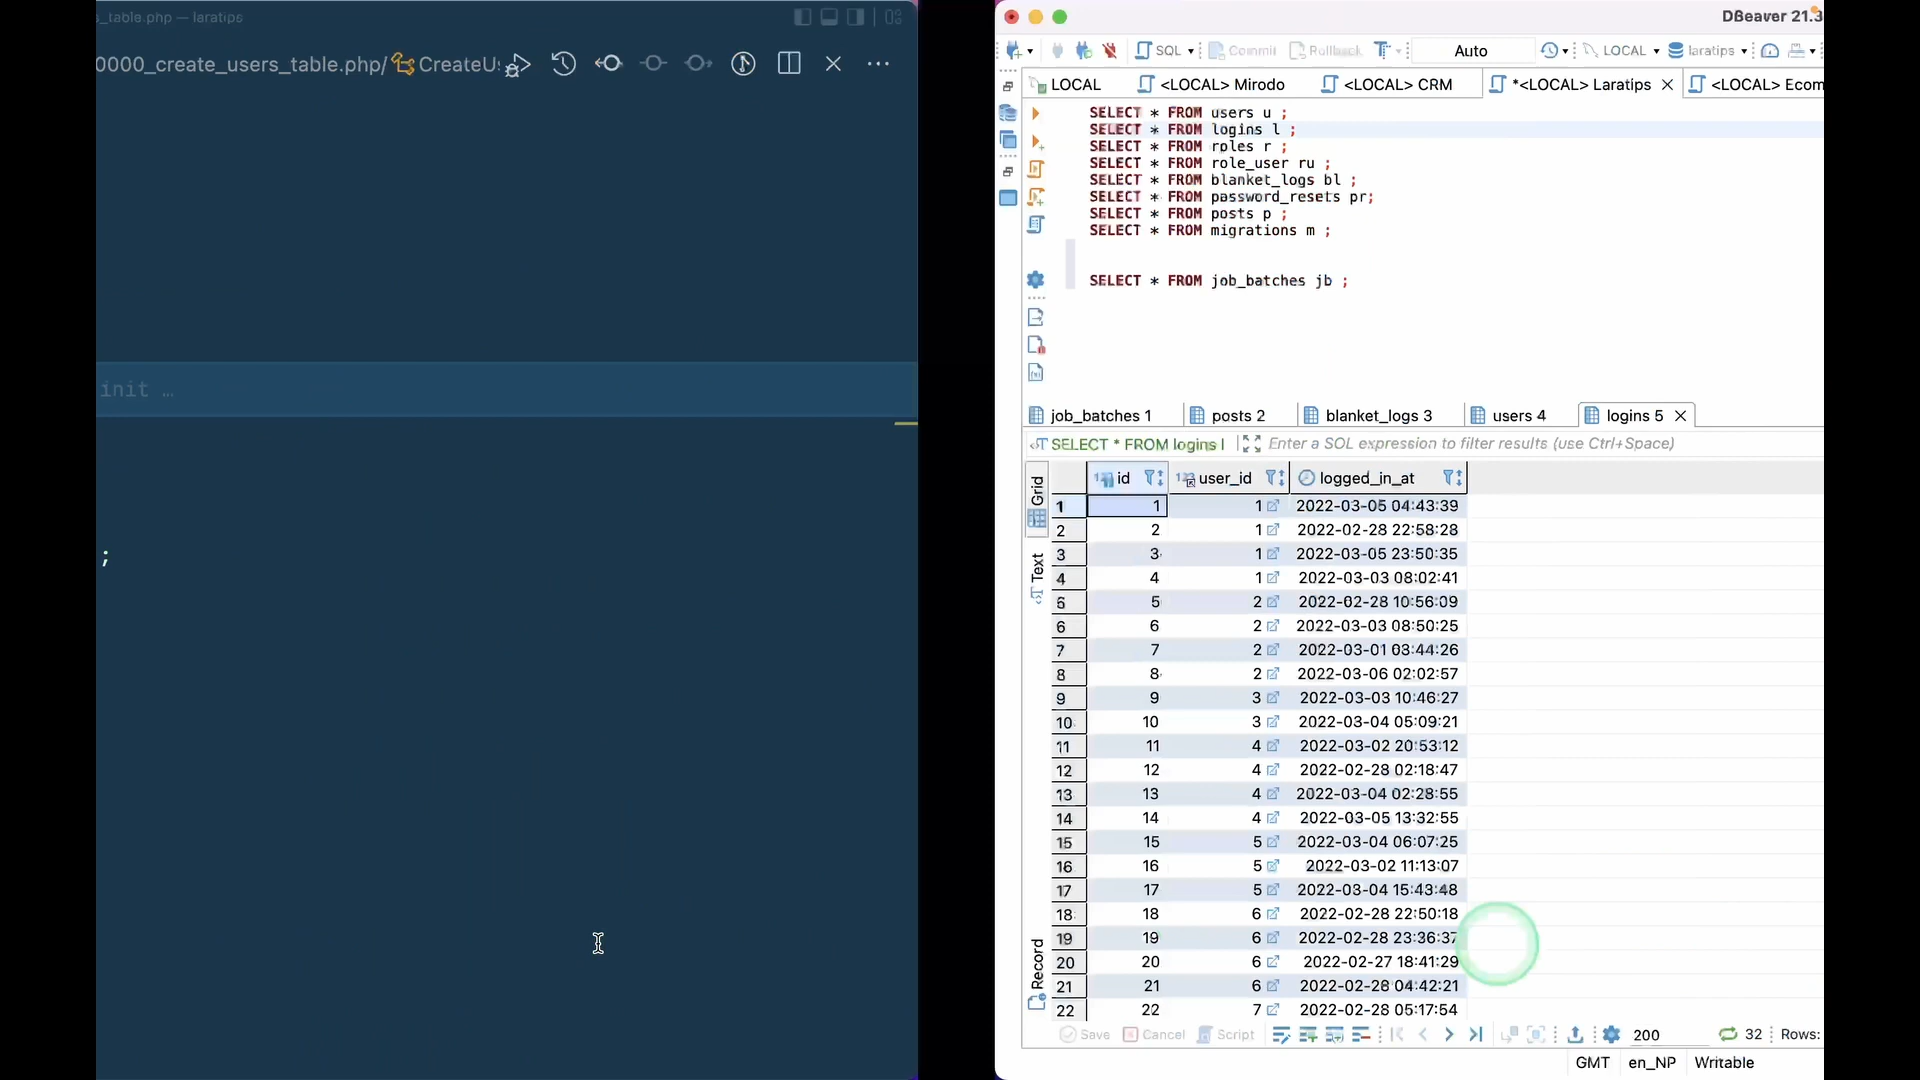 s_table.php — laratips
0000_create_users_table.php/ CreateU
init …
;
DBeaver 21.3
SQL
Commit
Rollback
Auto
LOCAL
laratips
LOCAL
<LOCAL> Mirodo
<LOCAL> CRM
*<LOCAL> Laratips
<LOCAL> Ecom
SELECT * FROM users u ;
SELECT * FROM logins l ;
SELECT * FROM roles r ;
SELECT * FROM role_user ru ;
SELECT * FROM blanket_logs bl ;
SELECT * FROM password_resets pr;
SELECT * FROM posts p ;
SELECT * FROM migrations m ;
SELECT * FROM job_batches jb ;
job_batches 1
posts 2
blanket_logs 3
users 4
logins 5
SELECT * FROM logins l
Enter a SQL expression to filter results (use Ctrl+Space)
Grid
Text
Record
id user_id logged_in_at
1 1 1 2022-03-05 04:43:39
2 2 1 2022-02-28 22:58:28
3 3 1 2022-03-05 23:50:35
4 4 1 2022-03-03 08:02:41
5 5 2 2022-02-28 10:56:09
6 6 2 2022-03-03 08:50:25
7 7 2 2022-03-01 03:44:26
8 8 2 2022-03-06 02:02:57
9 9 3 2022-03-03 10:46:27
10 10 3 2022-03-04 05:09:21
11 11 4 2022-03-02 20:53:12
12 12 4 2022-02-28 02:18:47
13 13 4 2022-03-04 02:28:55
14 14 4 2022-03-05 13:32:55
15 15 5 2022-03-04 06:07:25
16 16 5 2022-03-02 11:13:07
17 17 5 2022-03-04 15:43:48
18 18 6 2022-02-28 22:50:18
19 19 6 2022-02-28 23:36:37
20 20 6 2022-02-27 18:41:29
21 21 6 2022-02-28 04:42:21
22 22 7 2022-02-28 05:17:54
Save
Cancel
Script
200
32
Rows:
GMT
en_NP
Writable